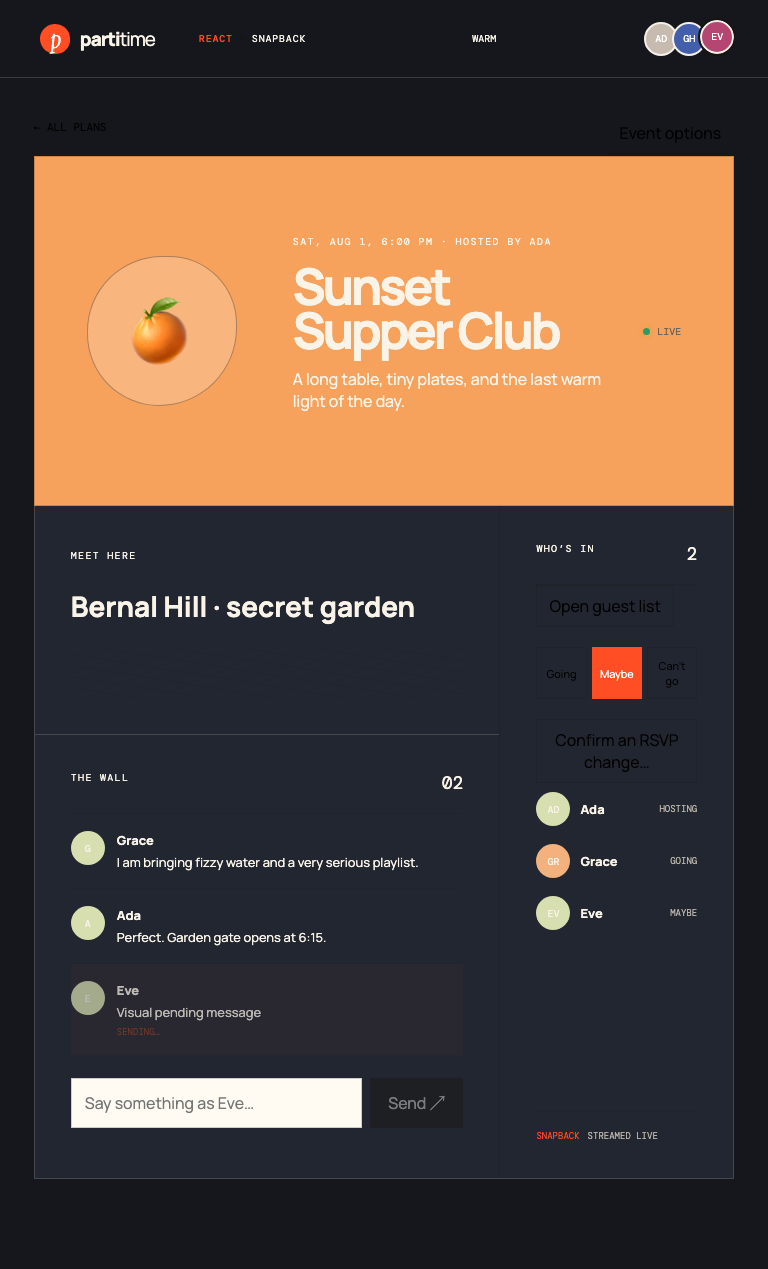 p partitime REACT SNAPBACK WARM AD GH EV
← ALL PLANS Event options
SAT, AUG 1, 6:00 PM · HOSTED BY ADA
Sunset
Supper Club
LIVE
A long table, tiny plates, and the last warm
light of the day.
MEET HERE
Bernal Hill · secret garden
THE WALL 02
G Grace
I am bringing fizzy water and a very serious playlist.
A Ada
Perfect. Garden gate opens at 6:15.
E Eve
Visual pending message
SENDING…
Say something as Eve… Send ↗
WHO'S IN 2
Open guest list
Going Maybe Can't
go
Confirm an RSVP
change…
AD Ada HOSTING
GR Grace GOING
EV Eve MAYBE
SNAPBACK STREAMED LIVE